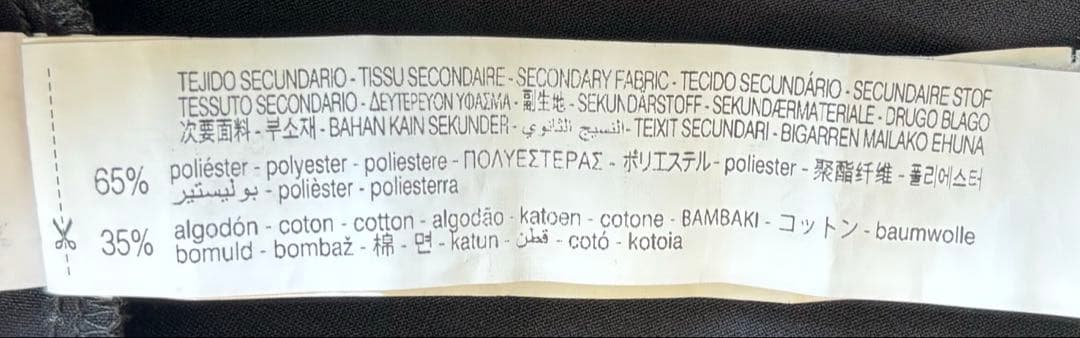 TEJIDO SECUNDARIO - TISSU SECONDAIRE - SECONDARY FABRIC - TECIDO SECUNDÁRIO - SECUNDAIRE STOF
TESSUTO SECONDARIO - ΔΕΥΤΕΡΕΥΟΝ ΥΦΑΣΜΑ - 副生地 - SEKUNDÄRSTOFF - SEKUNDÆRMATERIALE - DRUGO BLAGO
次要面料 - 부소재 - BAHAN KAIN SEKUNDER - النسيج الثانوي - TEIXIT SECUNDARI - BIGARREN MAILAKO EHUNA
65% poliéster - polyester - poliestere - ΠΟΛΥΕΣΤΕΡΑΣ - ポリエステル - poliester - 聚酯纤维 - 폴리에스터
بوليستير - polièster - poliesterra
35% algodón - coton - cotton - algodão - katoen - cotone - ΒΑΜΒΑΚΙ - コットン - baumwolle
bomuld - bombaž - 棉 - 면 - katun - قطن - cotó - kotoia